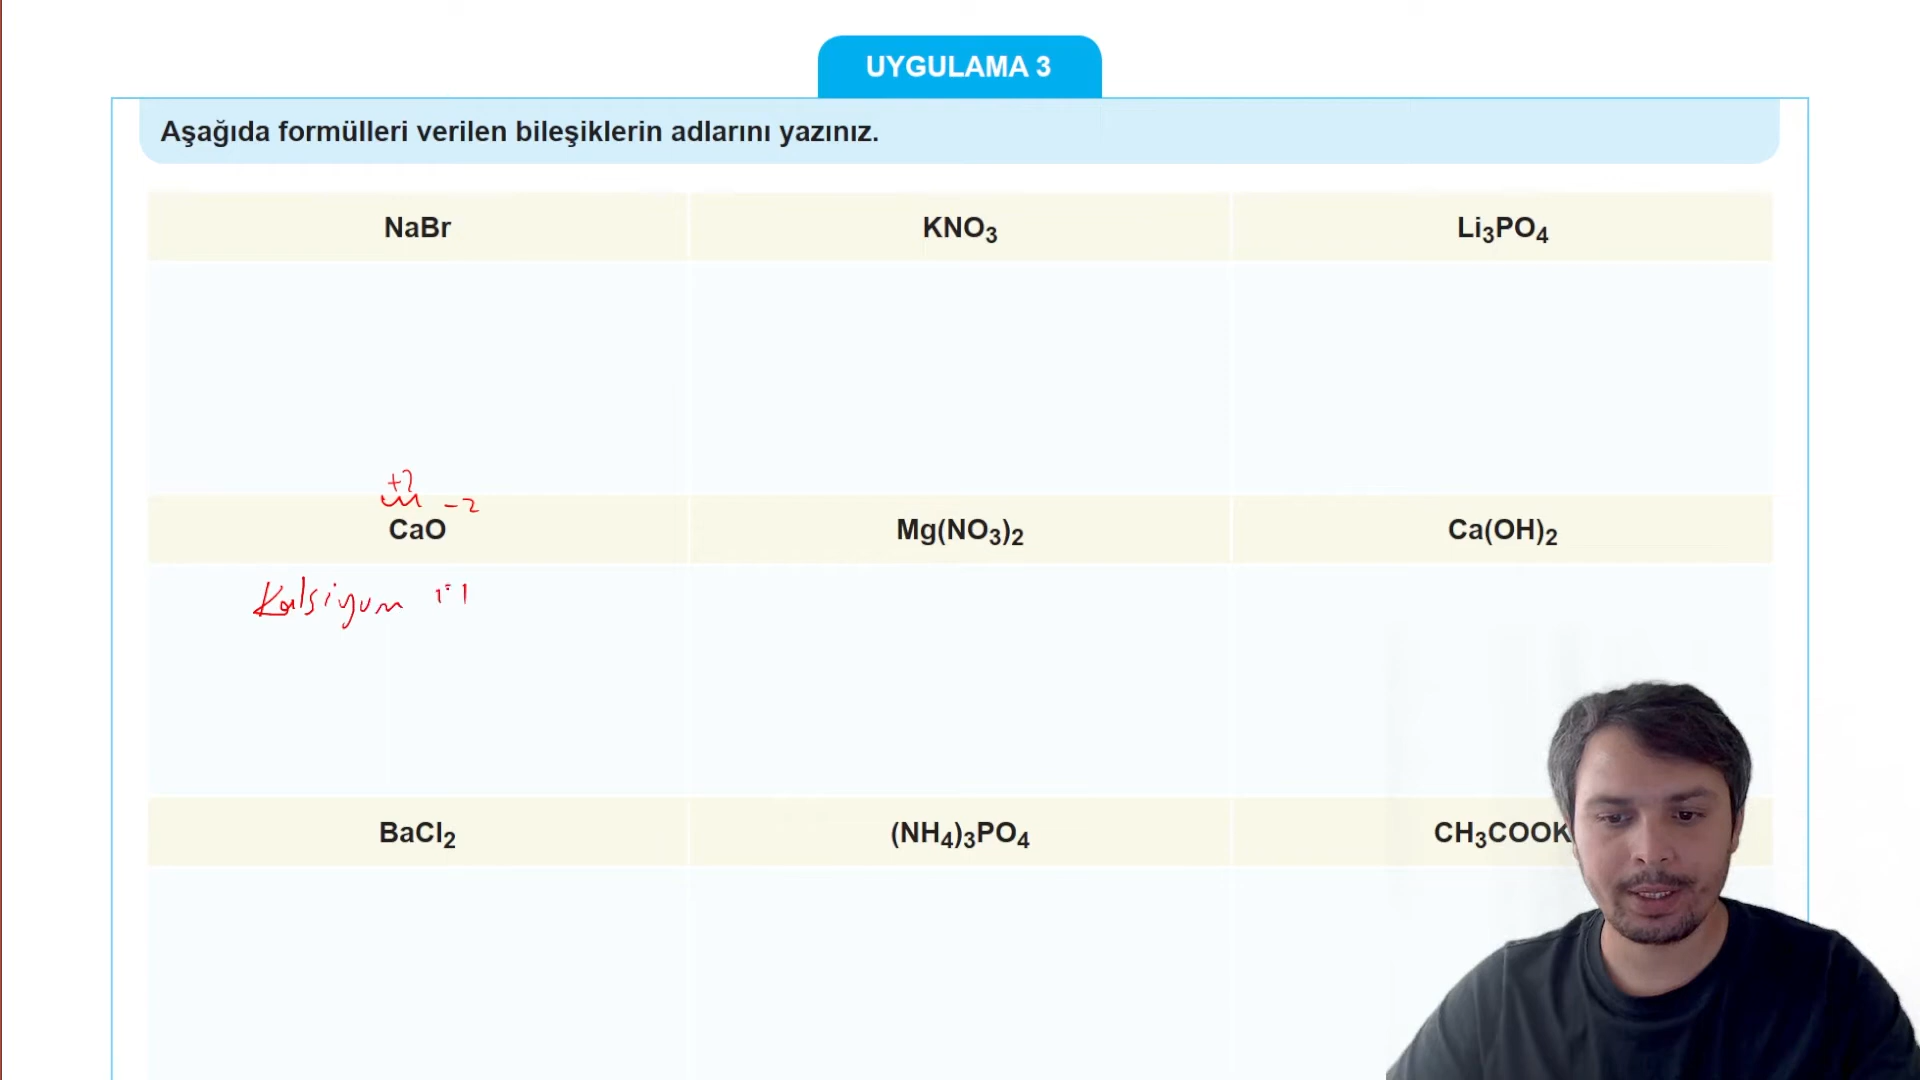 UYGULAMA 3
Aşağıda formülleri verilen bileşiklerin adlarını yazınız.
NaBr KNO₃ Li₃PO₄
+2 -2
CaO Mg(NO₃)₂ Ca(OH)₂
Kalsiyum
BaCl₂ (NH₄)₃PO₄ CH₃COOK